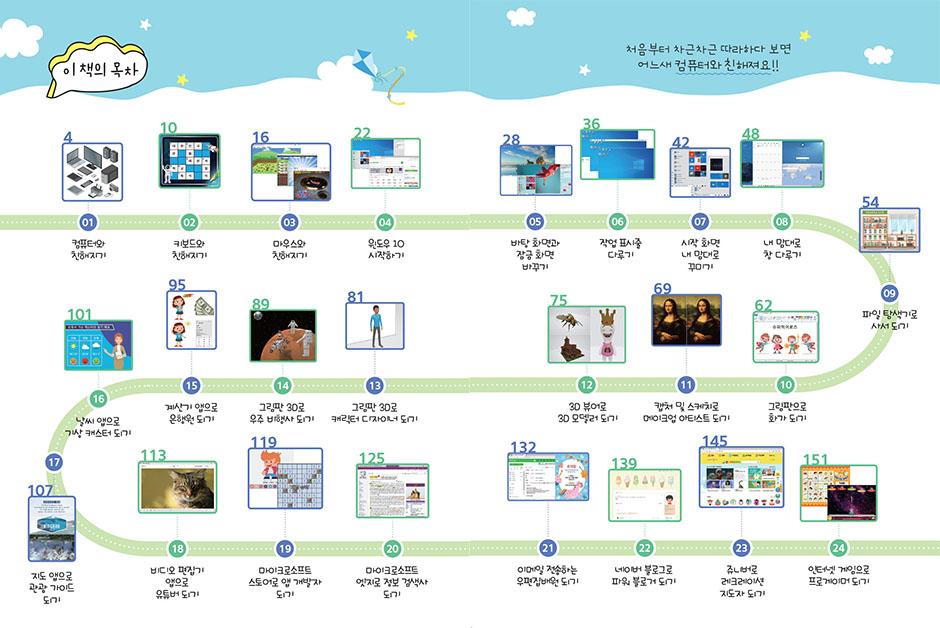 이 책의 목차
처음부터 차근차근 따라하다 보면
어느새 컴퓨터와 친해져요!!
4
01
컴퓨터와
친해지기
10
02
키보드와
친해지기
16
03
마우스와
친해지기
22
04
윈도우 10
시작하기
28
05
바탕 화면과
잠금 화면
바꾸기
36
06
작업 표시줄
다루기
42
07
시작 화면
내 맘대로
꾸미기
48
08
내 맘대로
창 다루기
54
09
파일 탐색기로
사서 되기
62
슈퍼히어로즈
10
그림판으로
화가 되기
69
11
캡처 및 스케치로
메이크업 아티스트 되기
75
12
3D 뷰어로
3D 모델러 되기
81
13
그림판 3D로
캐릭터 디자이너 되기
89
14
그림판 3D로
우주 비행사 되기
95
15
계산기 앱으로
은행원 되기
101
16
날씨 앱으로
기상 캐스터 되기
17
107
지도 앱으로
관광 가이드
되기
113
18
비디오 편집기
앱으로
유튜버 되기
119
19
마이크로소프트
스토어로 앱 개발자
되기
125
20
마이크로소프트
엣지로 정보 검색사
되기
132
21
이메일 전송하는
우편집배원 되기
139
22
네이버 블로그로
파워 블로거 되기
145
23
쥬니버로
레크레이션
지도자 되기
151
24
인터넷 게임으로
프로게이머 되기